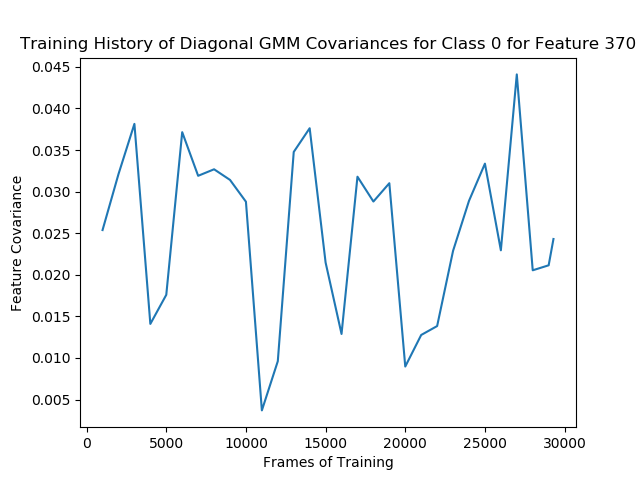 Training History of Diagonal GMM Covariances for Class 0 for Feature 370
0.045
0.040
0.035
0.030
0.025
0.020
0.015
0.010
0.005
Feature Covariance
0 5000 10000 15000 20000 25000 30000
Frames of Training